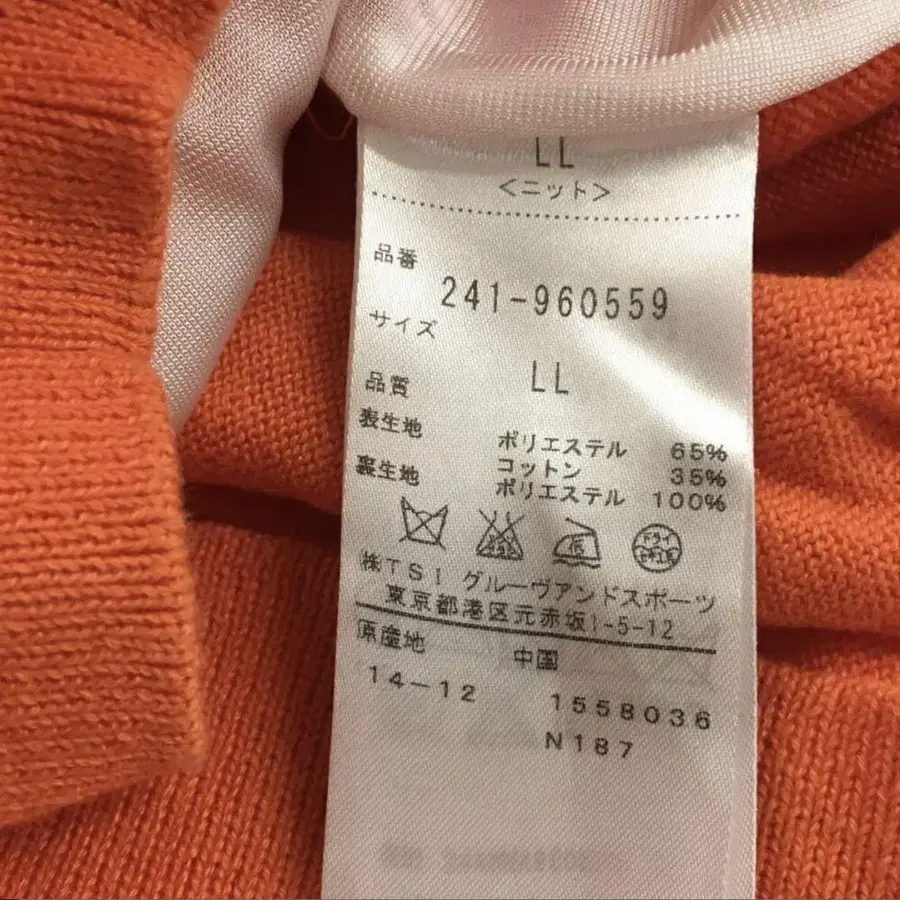 LL
<ニット>
品番
241-960559
サイズ
LL
品質
表生地
ポリエステル 65%
コットン 35%
裏生地
ポリエステル 100%
㈱TSI グルーヴアンドスポーツ
東京都港区元赤坂1-5-12
原産地 中国
14-12 1558036
N187